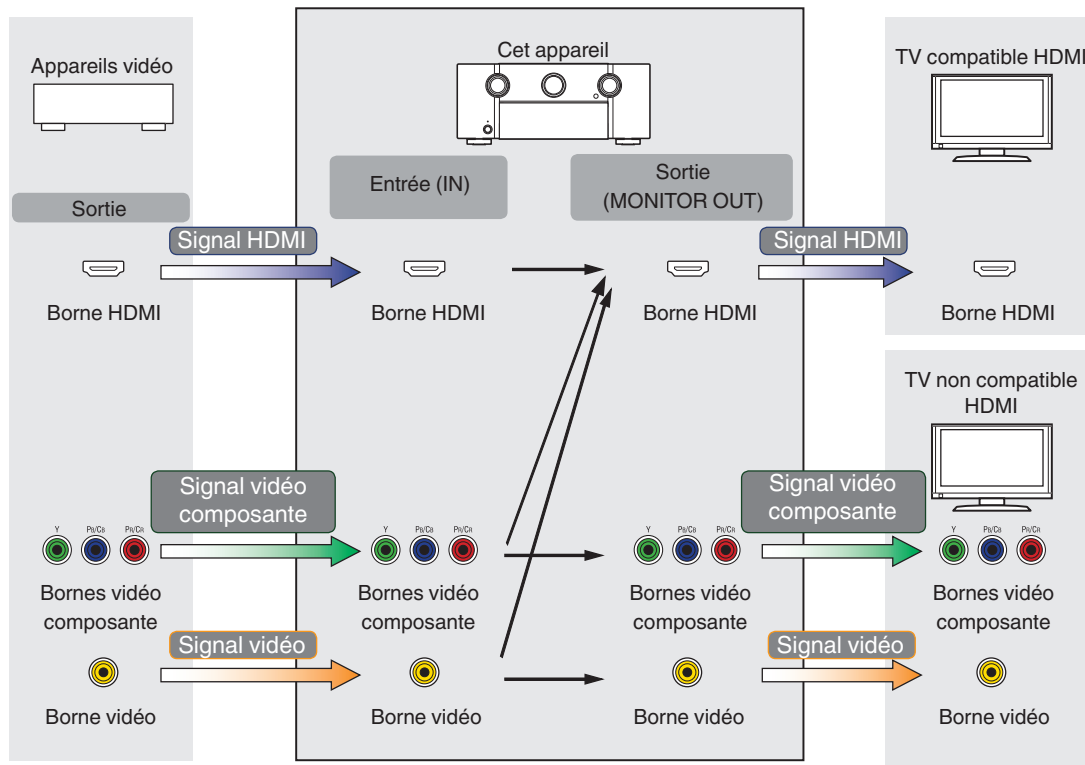 Appareils vidéo
Cet appareil
TV compatible HDMI
Sortie
Entrée (IN)
Sortie
(MONITOR OUT)
Signal HDMI
Signal HDMI
Borne HDMI
Borne HDMI
Borne HDMI
Borne HDMI
TV non compatible
HDMI
Signal vidéo
composante
Signal vidéo
composante
Y PB/CB PR/CR
Y PB/CB PR/CR
Y PB/CB PR/CR
Y PB/CB PR/CR
Bornes vidéo
composante
Bornes vidéo
composante
Bornes vidéo
composante
Bornes vidéo
composante
Signal vidéo
Signal vidéo
Borne vidéo
Borne vidéo
Borne vidéo
Borne vidéo